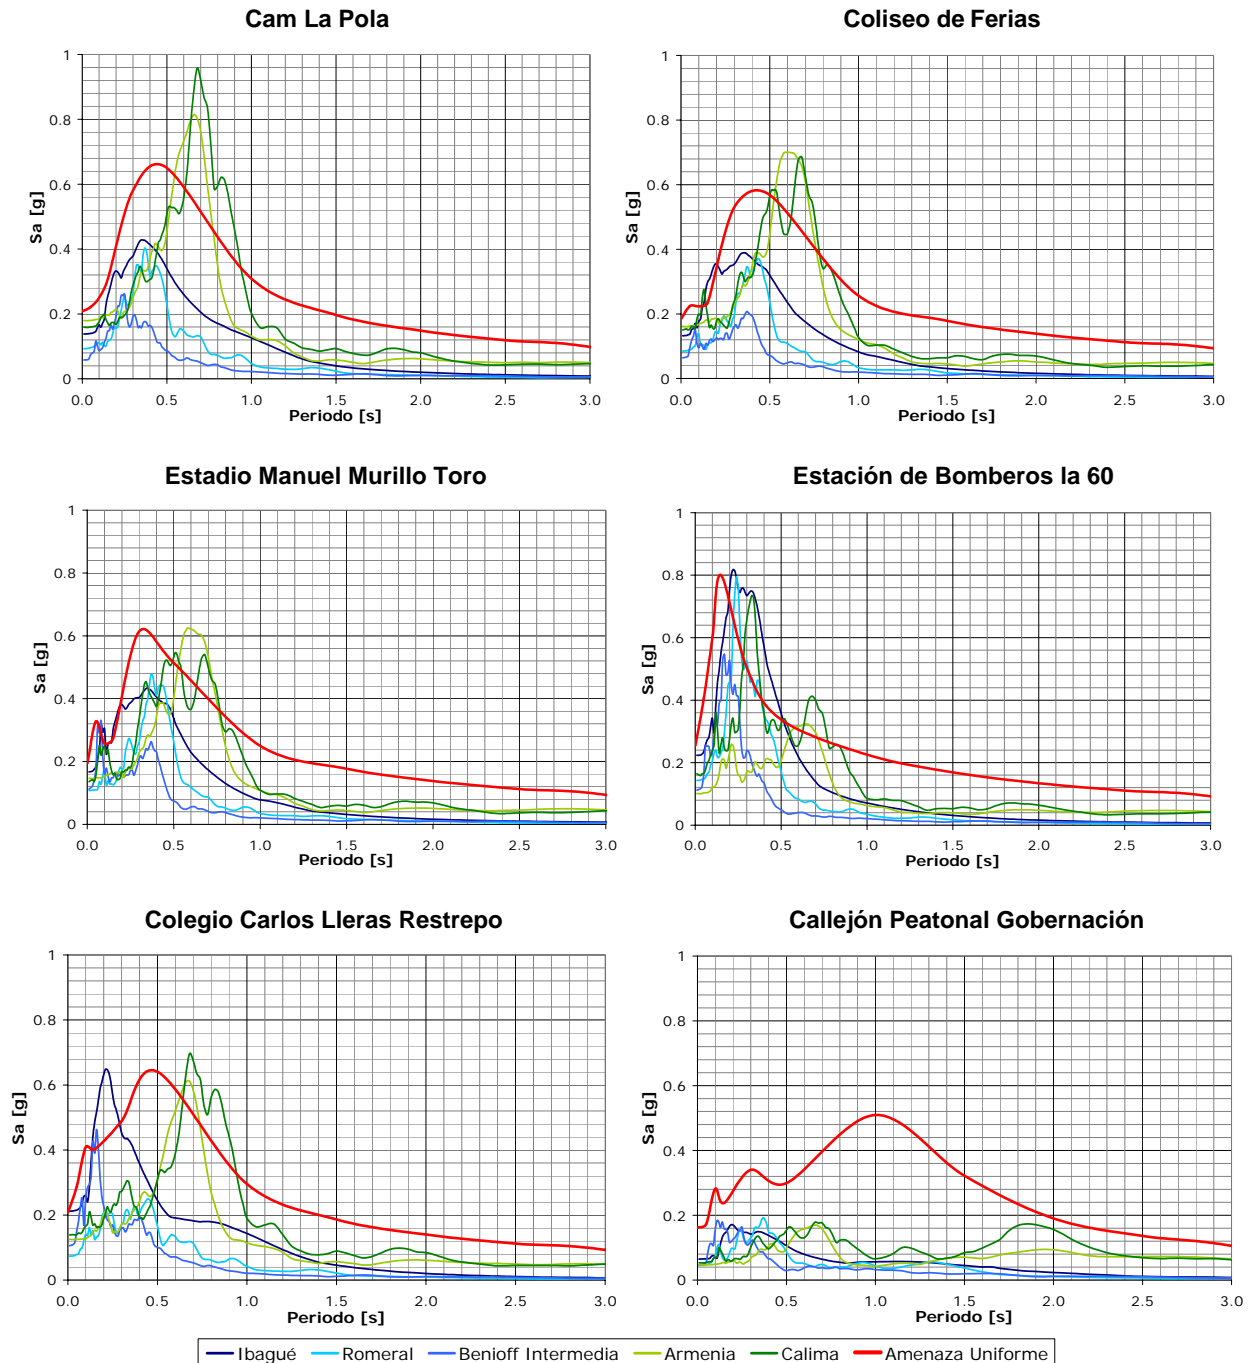 Cam La Pola
Coliseo de Ferias
1
0.8
0.6
0.4
0.2
0
Sa [g]
0.0 0.5 1.0 1.5 2.0 2.5 3.0
Periodo [s]
1
0.8
0.6
0.4
0.2
0
Sa [g]
0.0 0.5 1.0 1.5 2.0 2.5 3.0
Periodo [s]
Estadio Manuel Murillo Toro
Estación de Bomberos la 60
1
0.8
0.6
0.4
0.2
0
Sa [g]
0.0 0.5 1.0 1.5 2.0 2.5 3.0
Periodo [s]
1
0.8
0.6
0.4
0.2
0
Sa [g]
0.0 0.5 1.0 1.5 2.0 2.5 3.0
Periodo [s]
Colegio Carlos Lleras Restrepo
Callejón Peatonal Gobernación
1
0.8
0.6
0.4
0.2
0
Sa [g]
0.0 0.5 1.0 1.5 2.0 2.5 3.0
Periodo [s]
1
0.8
0.6
0.4
0.2
0
Sa [g]
0.0 0.5 1.0 1.5 2.0 2.5 3.0
Periodo [s]
Ibagué Romeral Benioff Intermedia Armenia Calima Amenaza Uniforme